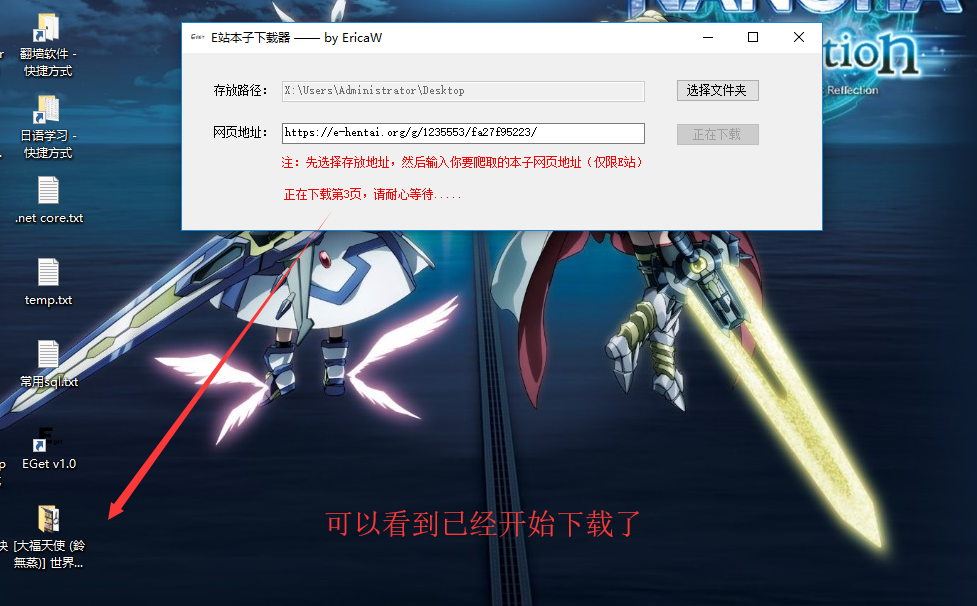 E站本子下载器 —— by EricaW
存放路径：
X:\Users\Administrator\Desktop
选择文件夹
网页地址：
https://e-hentai.org/g/1235553/fa27f95223/
正在下载
注：先选择存放地址，然后输入你要爬取的本子网页地址（仅限E站）
正在下载第3页，请耐心等待.....
翻墙软件 -
快捷方式
日语学习 -
快捷方式
.net core.txt
temp.txt
常用sql.txt
EGet v1.0
[大福天使 (鈴
無蒸)] 世界...
tion
Reflection
可以看到已经开始下载了